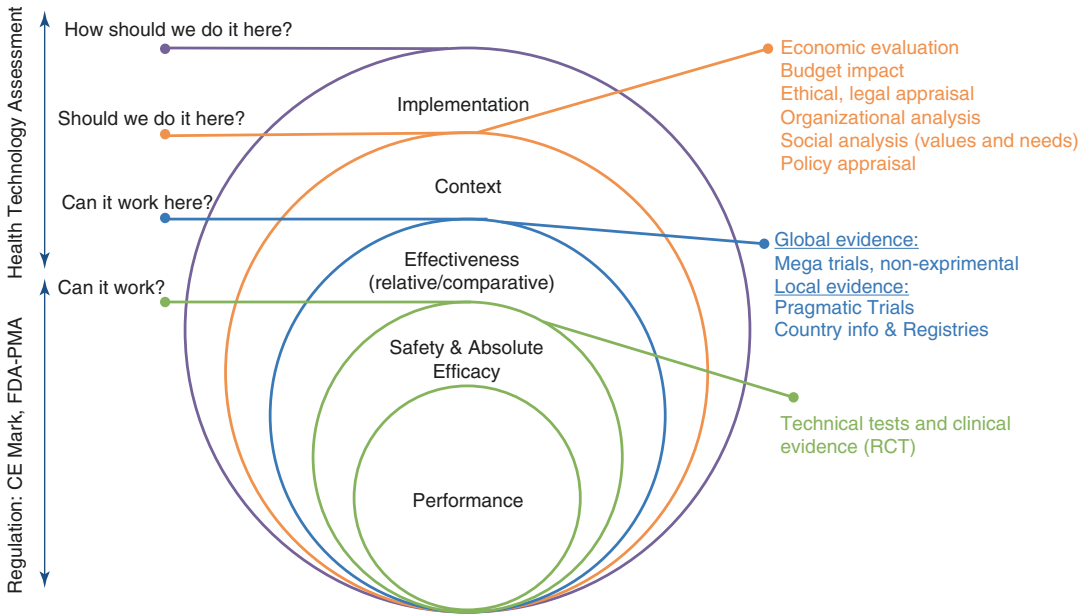 How should we do it here?
Should we do it here?
Can it work here?
Can it work?
Health Technology Assessment
Regulation: CE Mark, FDA-PMA
Implementation
Context
Effectiveness
(relative/comparative)
Safety & Absolute
Efficacy
Performance
Economic evaluation
Budget impact
Ethical, legal appraisal
Organizational analysis
Social analysis (values and needs)
Policy appraisal
Global evidence:
Mega trials, non-exprimental
Local evidence:
Pragmatic Trials
Country info & Registries
Technical tests and clinical
evidence (RCT)